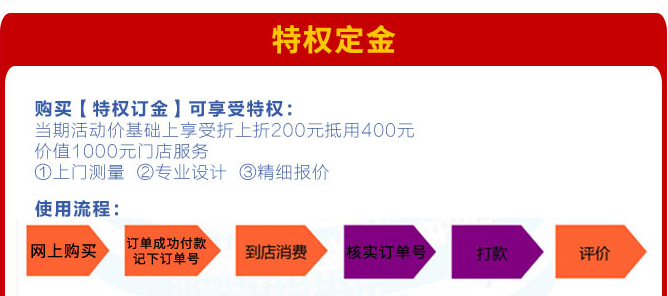 特权定金
购买【特权订金】可享受特权：
当期活动价基础上享受折上折200元抵用400元
价值1000元门店服务
①上门测量 ②专业设计 ③精细报价
使用流程：
网上购买
订单成功付款
记下订单号
到店消费
核实订单号
打款
评价